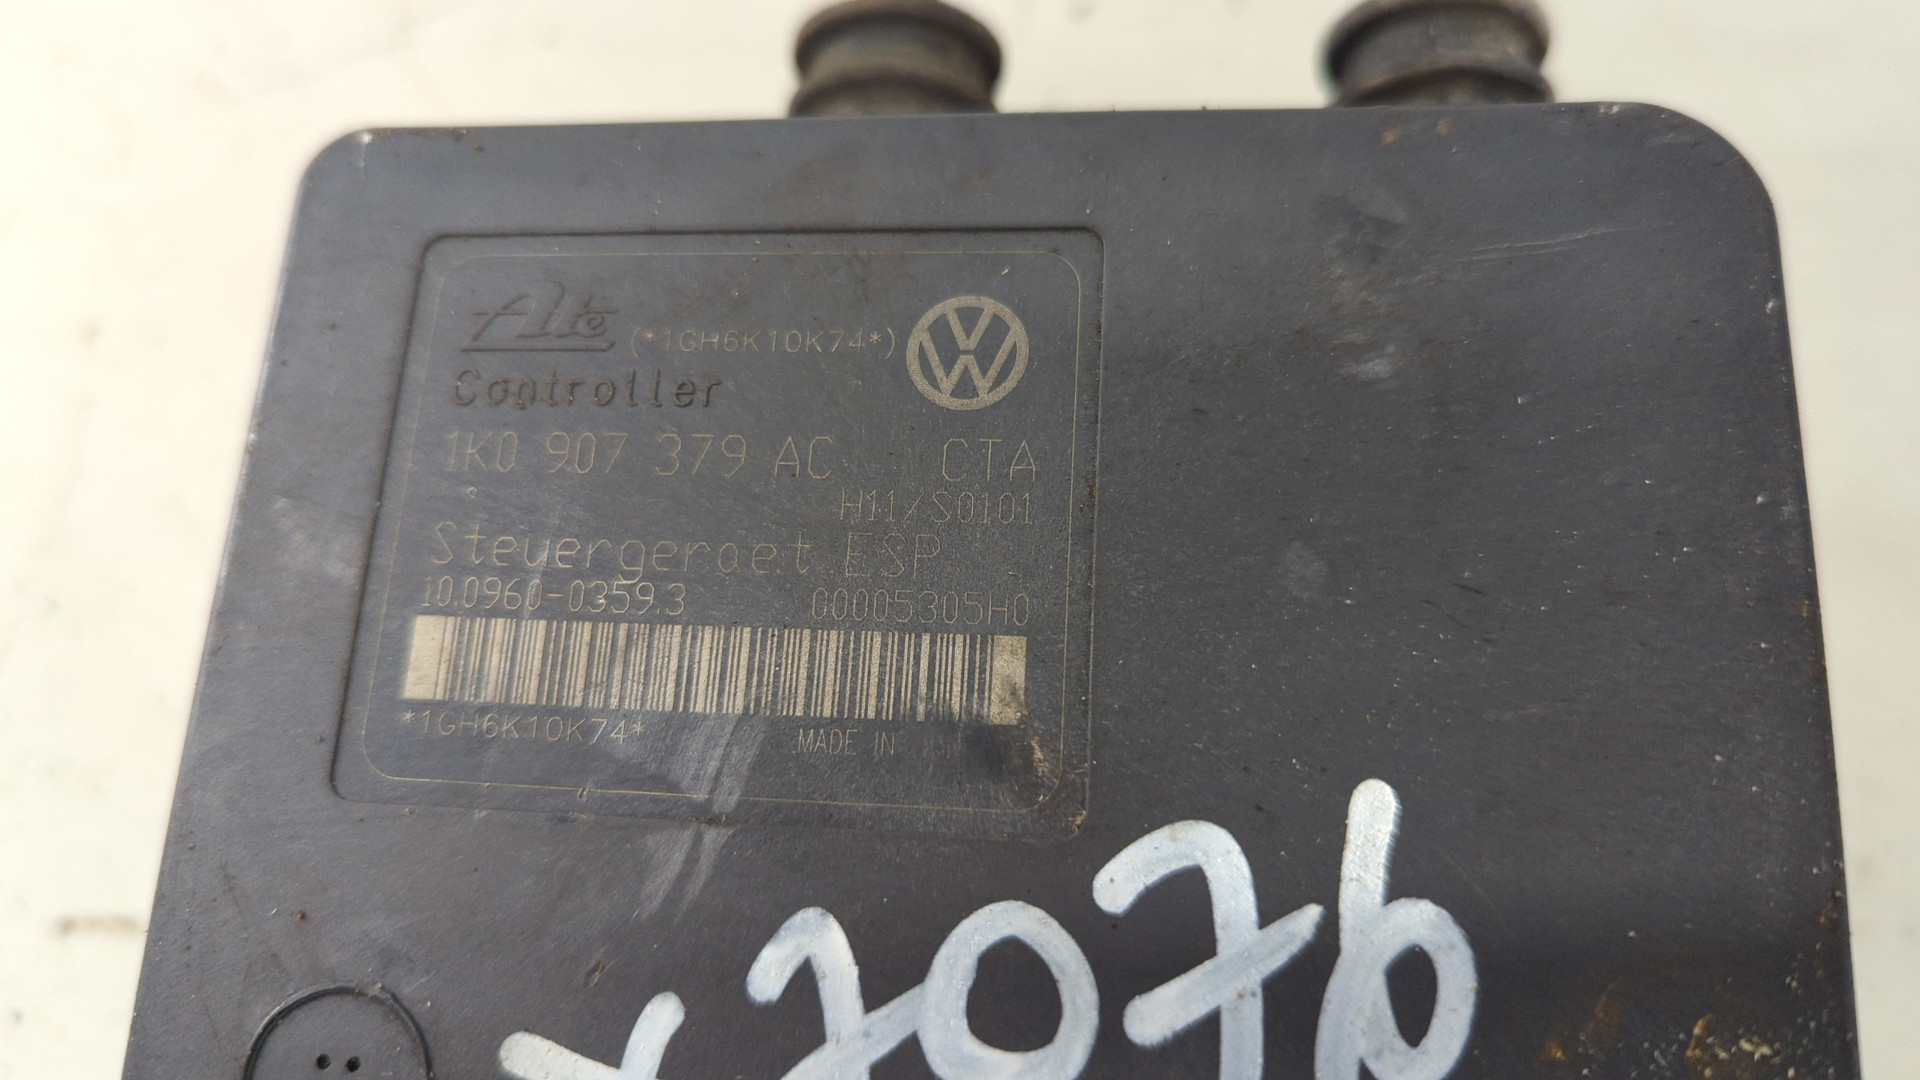 Ate (*1GH6K10K74*)
Controller
1K0 907 379 AC CTA
H11/S0101
Steuergeraet ESP
10.0960-0359.3 00005305H0
*1GH6K10K74* MADE IN
2076